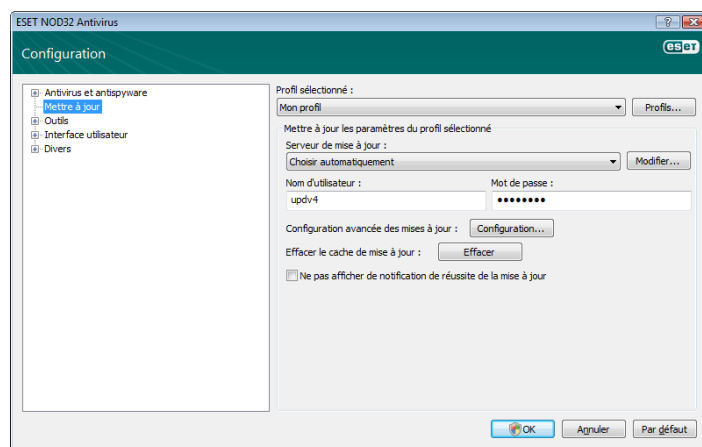 ESET NOD32 Antivirus
Configuration
eseT
Antivirus et antispyware
Mettre à jour
Outils
Interface utilisateur
Divers
Profil sélectionné :
Mon profil
Profils...
Mettre à jour les paramètres du profil sélectionné
Serveur de mise à jour :
Choisir automatiquement
Modifier...
Nom d'utilisateur :
Mot de passe :
updv4
••••••••
Configuration avancée des mises à jour :
Configuration...
Effacer le cache de mise à jour :
Effacer
Ne pas afficher de notification de réussite de la mise à jour
OK
Annuler
Par défaut